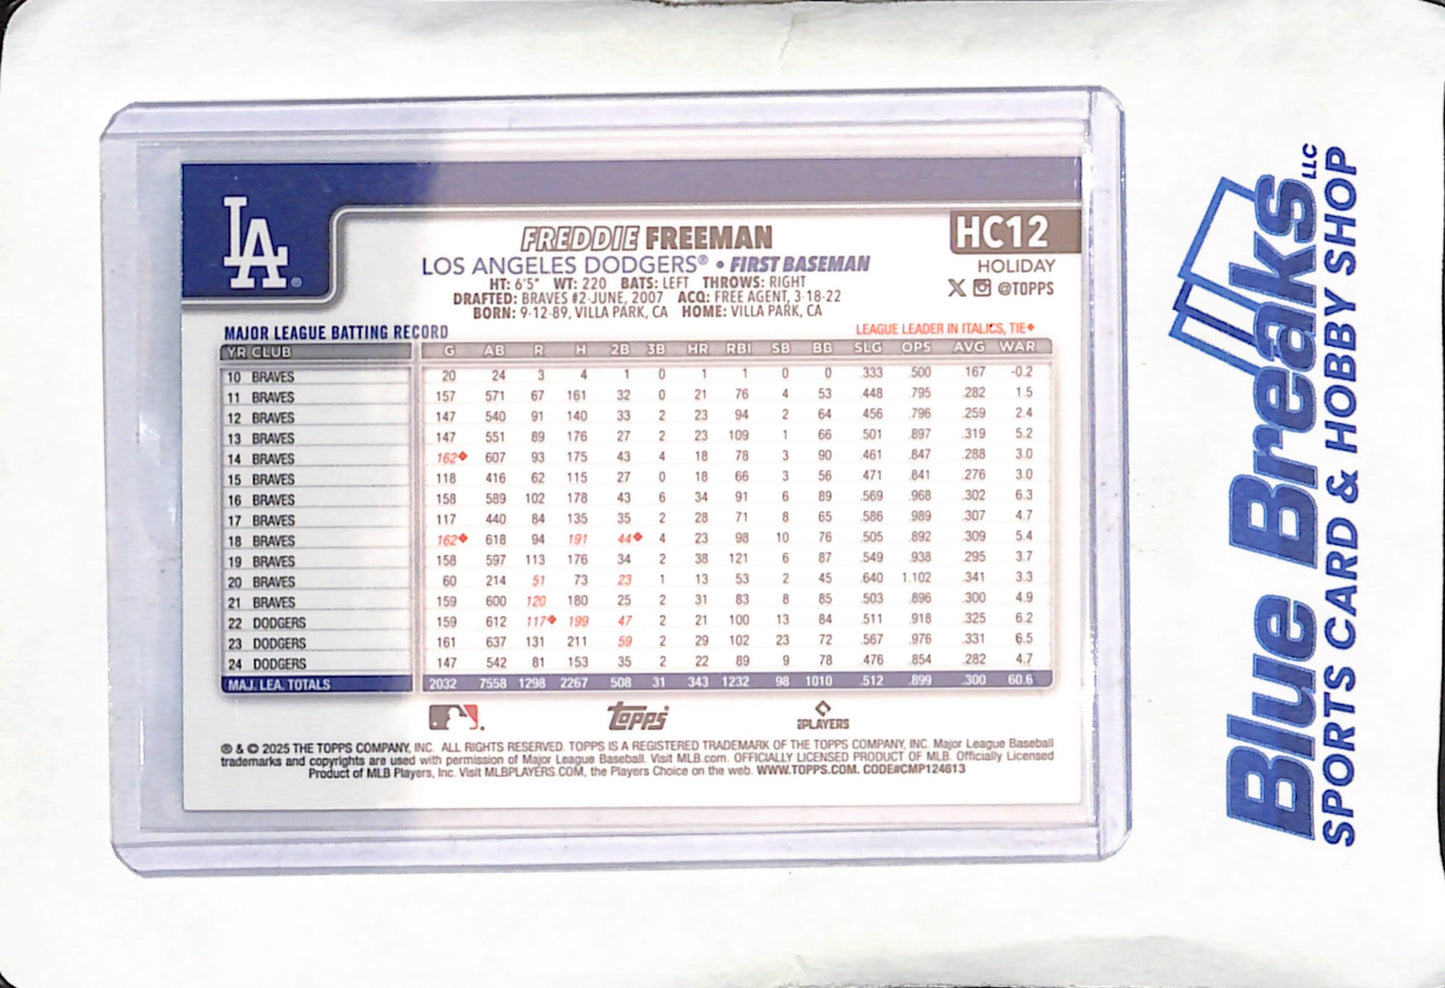 LA
FREDDIE FREEMAN
HC12
LOS ANGELES DODGERS® • FIRST BASEMAN
HOLIDAY
HT: 6'5" WT: 220 BATS: LEFT THROWS: RIGHT
X @TOPPS
DRAFTED: BRAVES #2-JUNE, 2007 ACQ: FREE AGENT, 3-18-22
BORN: 9-12-89, VILLA PARK, CA HOME: VILLA PARK, CA
MAJOR LEAGUE BATTING RECORD
LEAGUE LEADER IN ITALICS, TIE◆
YR CLUB G AB R H 2B 3B HR RBI SB BB SLG OPS AVG WAR
10 BRAVES 20 24 3 4 1 0 1 1 0 0 .333 .500 .167 -0.2
11 BRAVES 157 571 67 161 32 0 21 76 4 53 .448 .795 .282 1.5
12 BRAVES 147 540 91 140 33 2 23 94 2 64 .456 .796 .259 2.4
13 BRAVES 147 551 89 176 27 2 23 109 1 66 .501 .897 .319 5.2
14 BRAVES 162◆ 607 93 175 43 4 18 78 3 90 .461 .847 .288 3.0
15 BRAVES 118 416 62 115 27 0 18 66 3 56 .471 .841 .276 3.0
16 BRAVES 158 589 102 178 43 6 34 91 6 89 .569 .968 .302 6.3
17 BRAVES 117 440 84 135 35 2 28 71 8 65 .586 .989 .307 4.7
18 BRAVES 162◆ 618 94 191 44◆ 4 23 98 10 76 .505 .892 .309 5.4
19 BRAVES 158 597 113 176 34 2 38 121 6 87 .549 .938 .295 3.7
20 BRAVES 60 214 51 73 23 1 13 53 2 45 .640 1.102 .341 3.3
21 BRAVES 159 600 120 180 25 2 31 83 8 85 .503 .896 .300 4.9
22 DODGERS 159 612 117◆ 199 47 2 21 100 13 84 .511 .918 .325 6.2
23 DODGERS 161 637 131 211 59 2 29 102 23 72 .567 .976 .331 6.5
24 DODGERS 147 542 81 153 35 2 22 89 9 78 .476 .854 .282 4.7
MAJ. LEA. TOTALS 2032 7558 1298 2267 508 31 343 1232 98 1010 .512 .899 .300 60.6
topps
PLAYERS
® & © 2025 THE TOPPS COMPANY, INC. ALL RIGHTS RESERVED. TOPPS IS A REGISTERED TRADEMARK OF THE TOPPS COMPANY, INC. Major League Baseball
trademarks and copyrights are used with permission of Major League Baseball. Visit MLB.com. OFFICIALLY LICENSED PRODUCT OF MLB. Officially Licensed
Product of MLB Players, Inc. Visit MLBPLAYERS.COM, the Players Choice on the web. WWW.TOPPS.COM. CODE#CMP124613
Blue Breaks LLC
SPORTS CARD & HOBBY SHOP